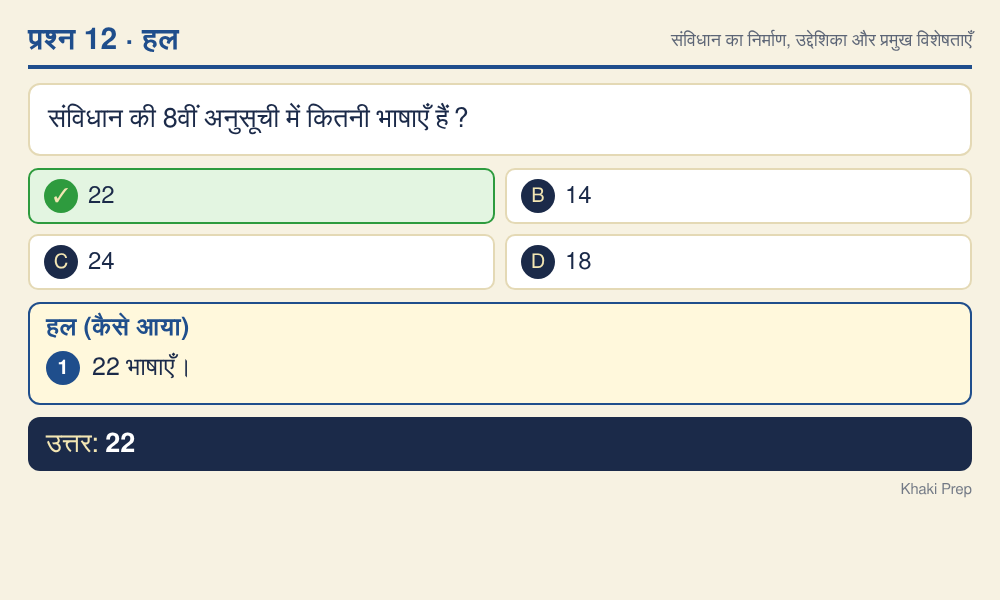 प्रश्न 12 · हल
संविधान का निर्माण, उद्देशिका और प्रमुख विशेषताएँ
संविधान की 8वीं अनुसूची में कितनी भाषाएँ हैं ?
✓ 22
B 14
C 24
D 18
हल (कैसे आया)
1 22 भाषाएँ।
उत्तर: 22
Khaki Prep